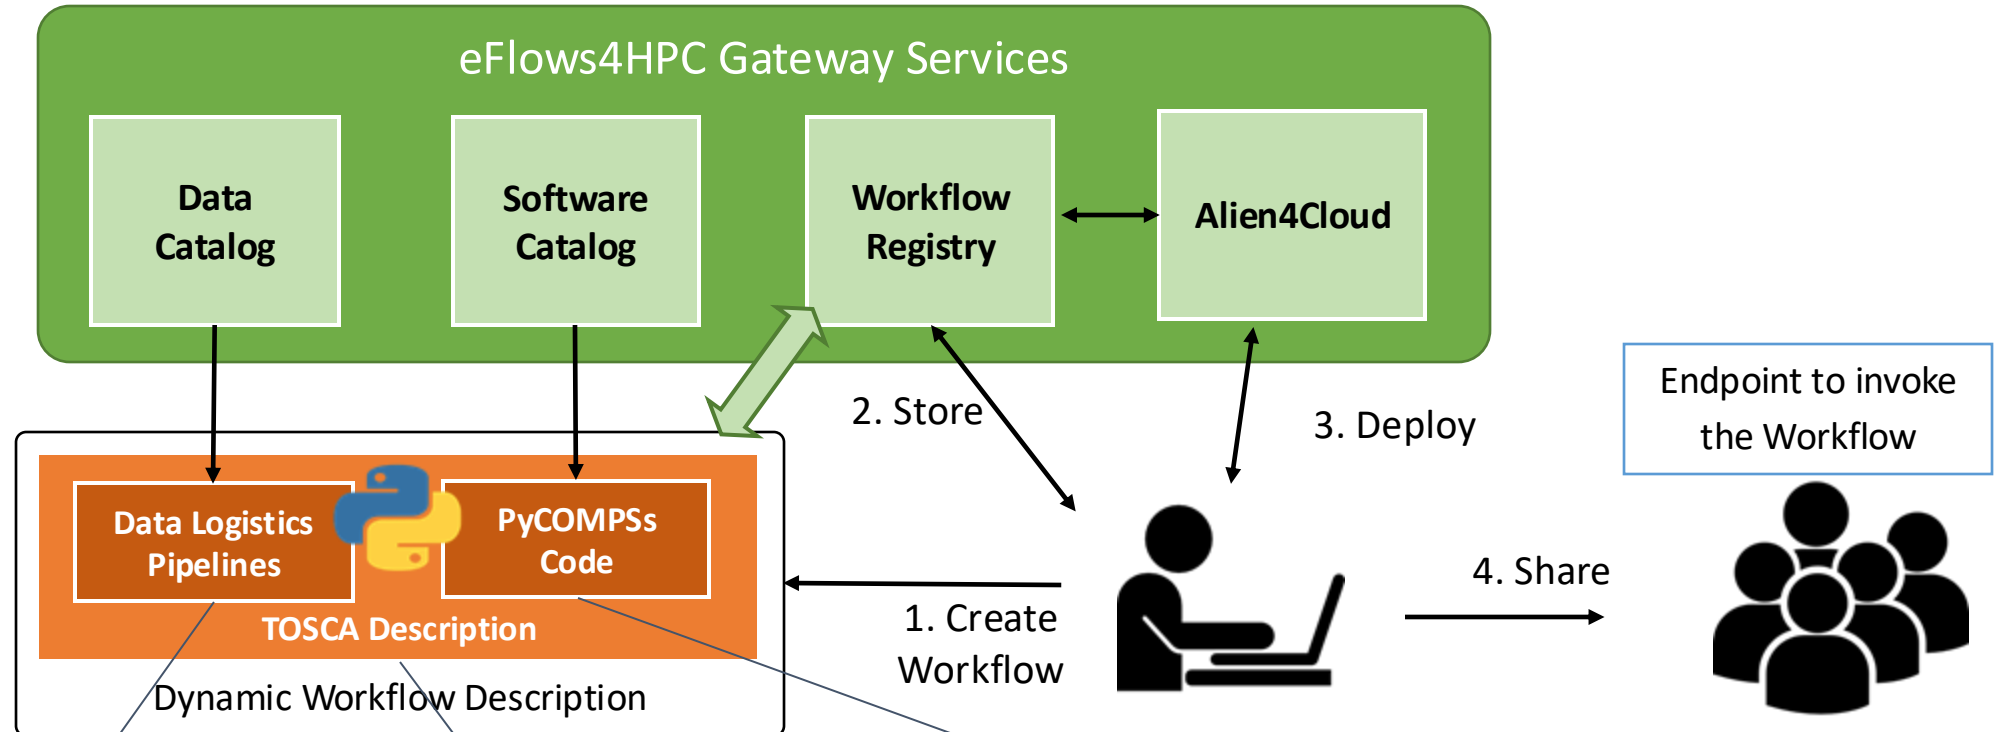 eFlows4HPC Gateway Services
Data
Catalog
Software
Catalog
Workflow
Registry
Alien4Cloud
2. Store
3. Deploy
Endpoint to invoke
the Workflow
Data Logistics
Pipelines
PyCOMPSs
Code
TOSCA Description
Dynamic Workflow Description
1. Create
Workflow
4. Share